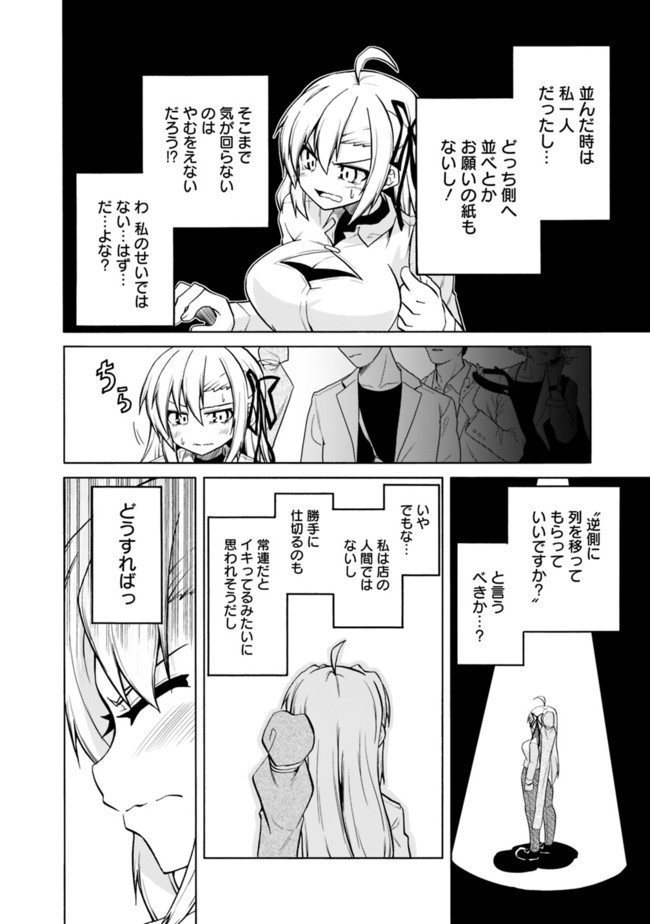 並んだ時は
私一人
だったし…
どっち側へ
並べとか
お願いの紙も
ないし！
そこまで
気が回らない
のは
やむをえない
だろう!?
わ 私のせいでは
ない…はず…
だ…よな？
ちら
〝逆側に
列を移って
もらって
いいですか？〟
と言う
べきか…？
いや
でもな…
私は店の
人間では
ないし
勝手に
仕切るのも
常連だと
イキってるみたいに
思われそうだし
どうすればっ